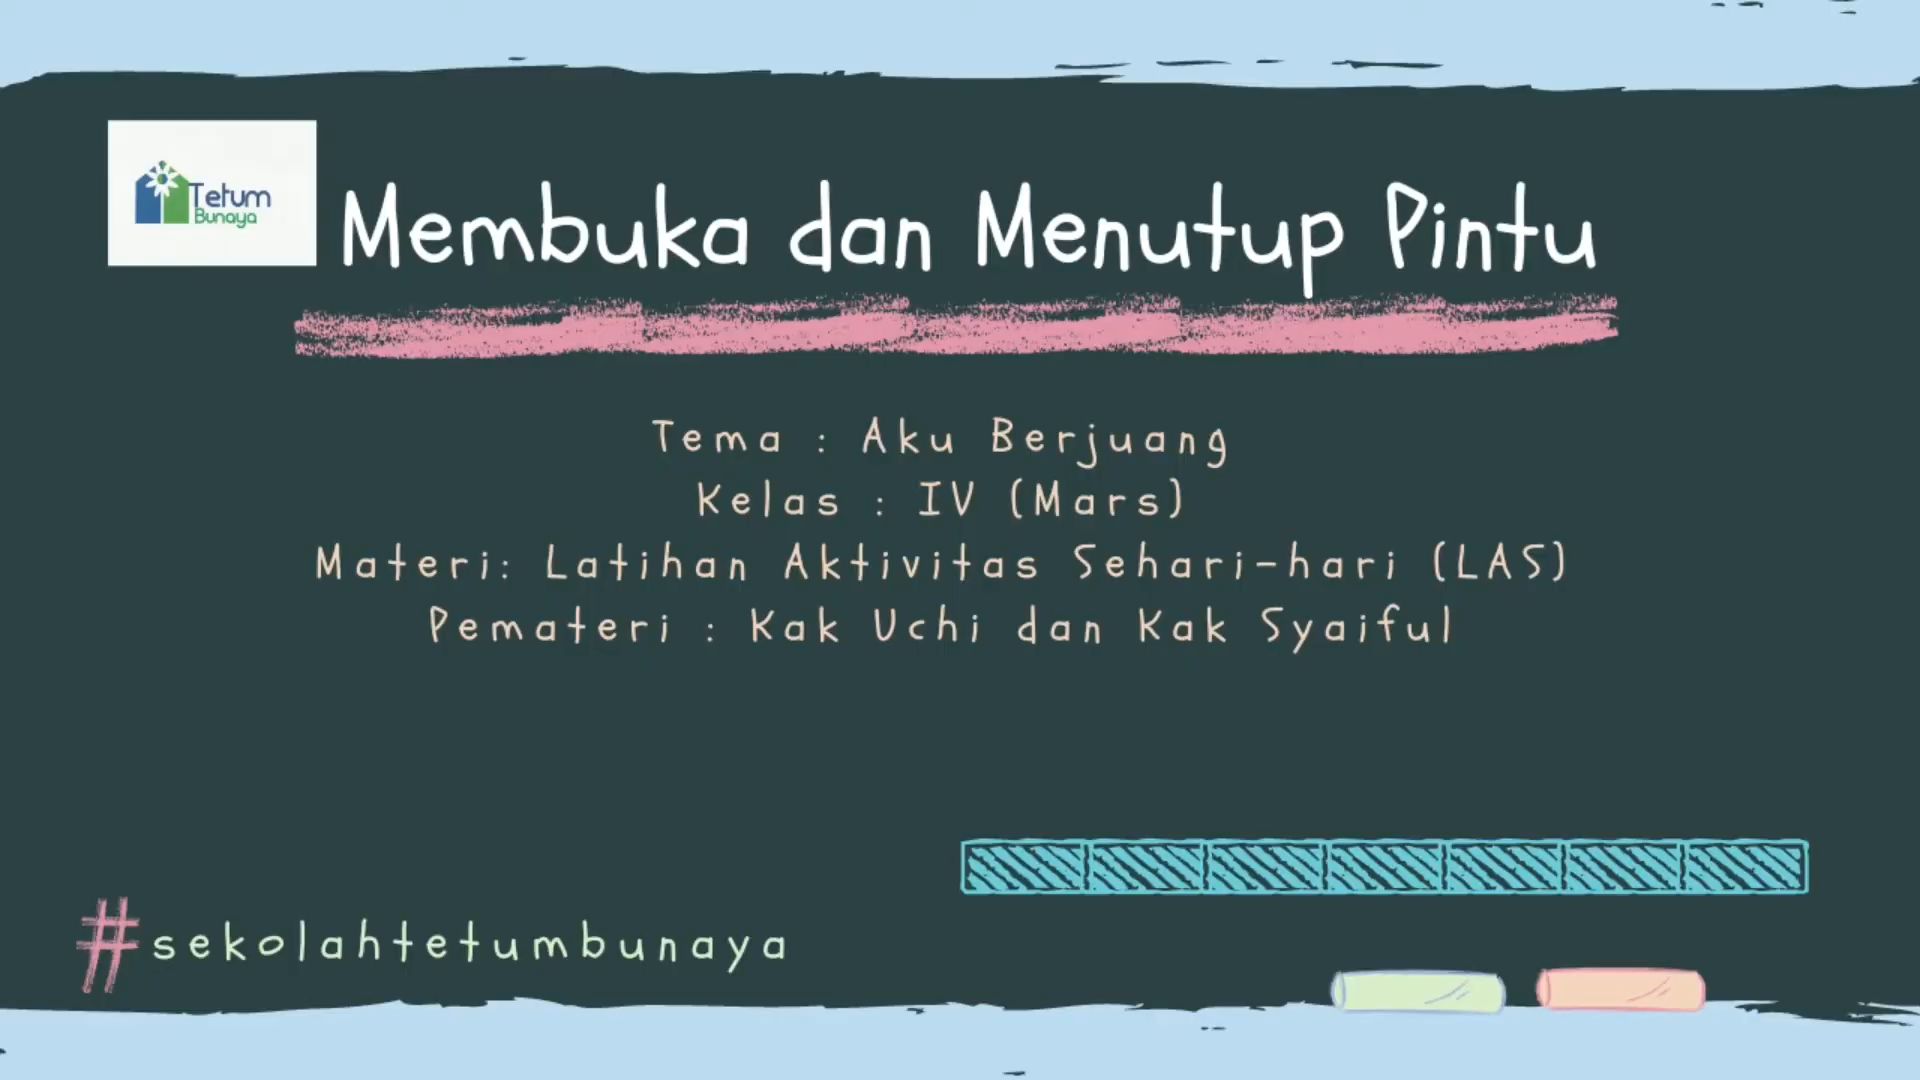 Tetum
Bunaya
Membuka dan Menutup Pintu
Tema : Aku Berjuang
Kelas : IV (Mars)
Materi: Latihan Aktivitas Sehari-hari (LAS)
Pemateri : Kak Uchi dan Kak Syaiful
#sekolahtetumbunaya